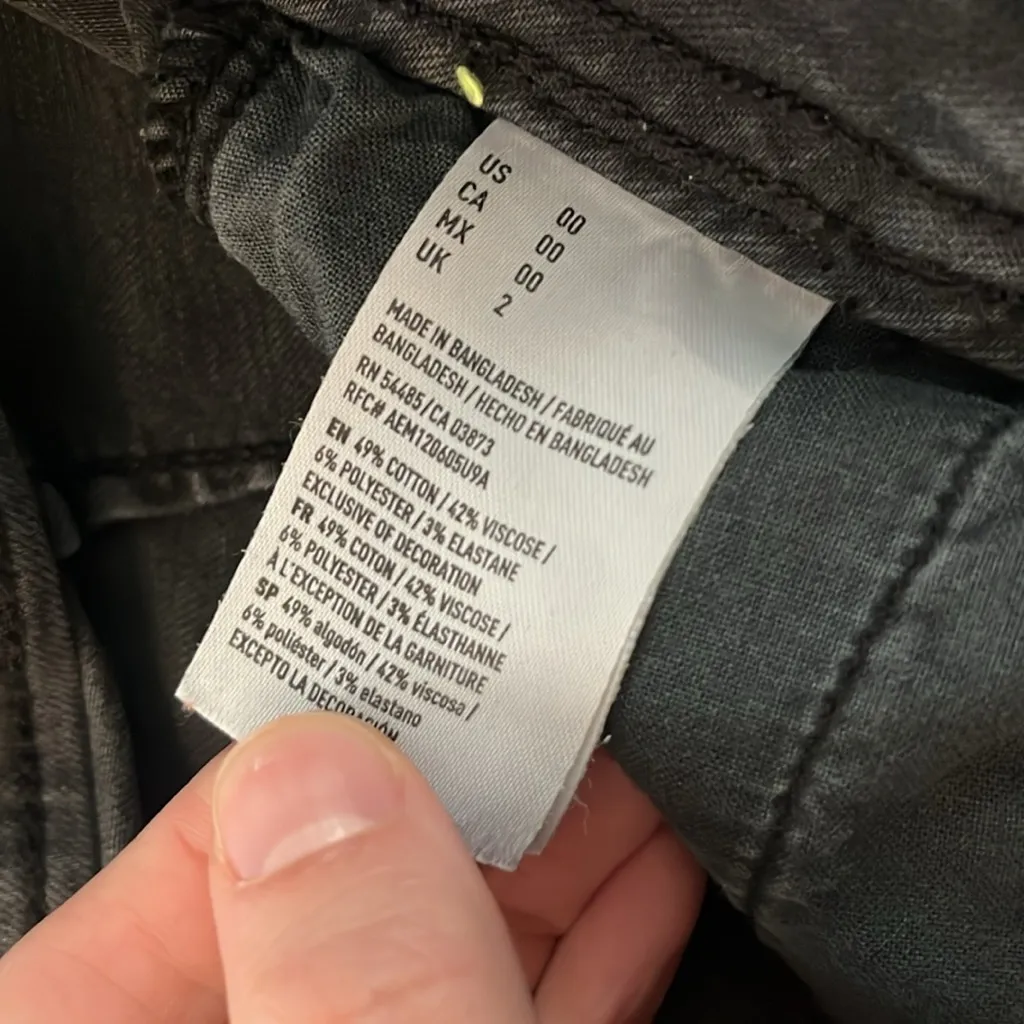 US 00
CA 00
MX 00
UK 2
MADE IN BANGLADESH / FABRIQUÉ AU
BANGLADESH / HECHO EN BANGLADESH
RN 54485 / CA 03873
RFC# AEM120605U9A
EN 49% COTTON / 42% VISCOSE /
6% POLYESTER / 3% ELASTANE
EXCLUSIVE OF DECORATION
FR 49% COTON / 42% VISCOSE /
6% POLYESTER / 3% ÉLASTHANNE
À L'EXCEPTION DE LA GARNITURE
SP 49% algodón / 42% viscosa /
6% poliéster / 3% elastano
EXCEPTO LA DECORACIÓN